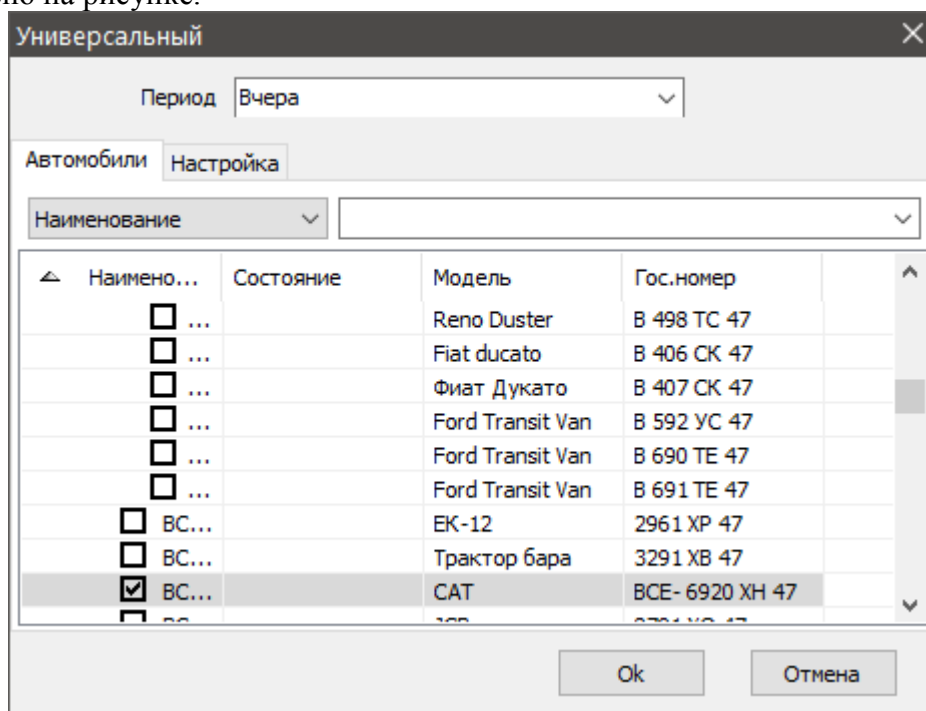 на рисунке.
Универсальный
Период Вчера
Автомобили Настройка
Наименование
Наимено... Состояние Модель Гос.номер
... Reno Duster В 498 ТС 47
... Fiat ducato В 406 СК 47
... Фиат Дукато В 407 СК 47
... Ford Transit Van В 592 УС 47
... Ford Transit Van В 690 ТЕ 47
... Ford Transit Van В 691 ТЕ 47
ВС... ЕК-12 2961 ХР 47
ВС... Трактор бара 3291 ХВ 47
ВС... САТ ВСЕ- 6920 ХН 47
Ok Отмена